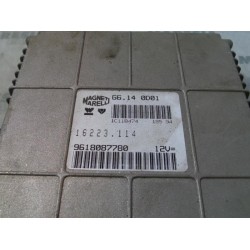 MAGNETI
MARELLI
G6.14 0D01
16223.114
9618087780 12V=